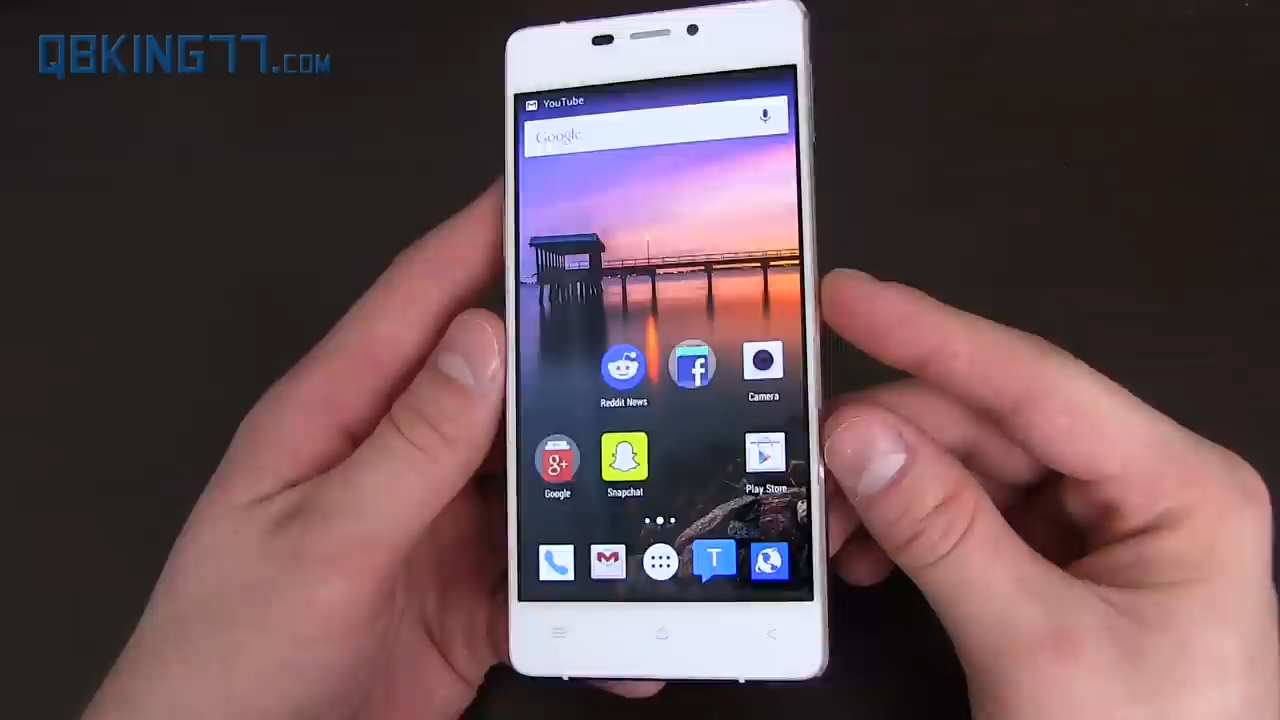 QBKING77.COM
YouTube
Google
Reddit News
f
Camera
g+
Google
Snapchat
Play Store
T